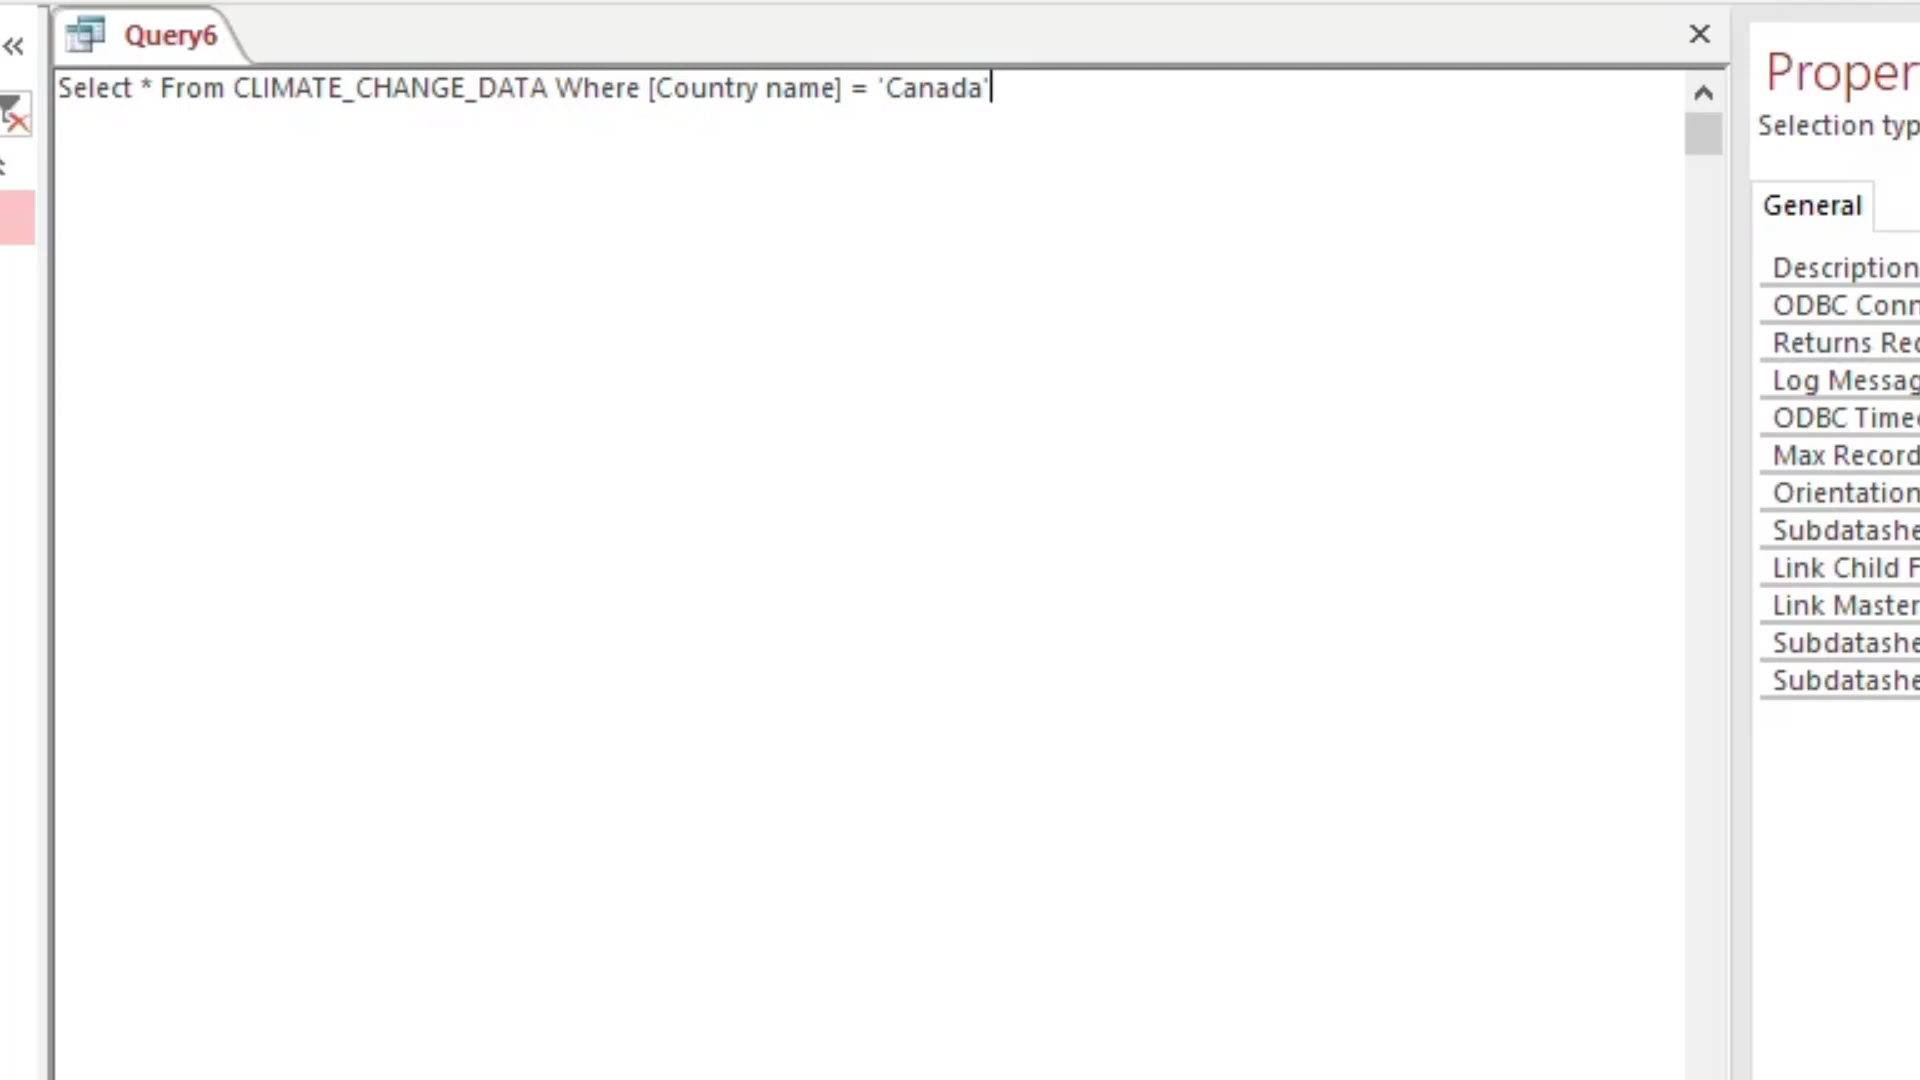 Query6
Select * From CLIMATE_CHANGE_DATA Where [Country name] = 'Canada'
Proper
Selection typ
General
Description
ODBC Conn
Returns Rec
Log Messag
ODBC Time
Max Record
Orientation
Subdatashe
Link Child F
Link Master
Subdatashe
Subdatashe